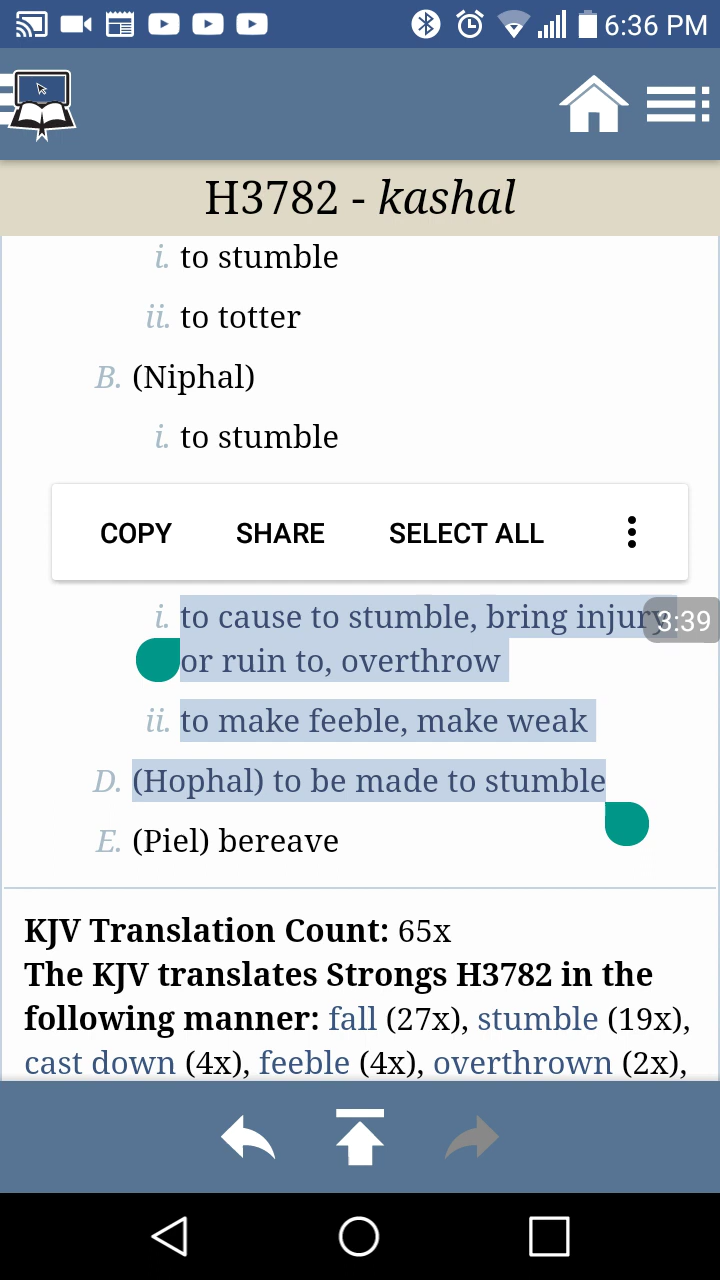 6:36 PM
H3782 - kashal
i. to stumble
ii. to totter
B. (Niphal)
i. to stumble
COPY SHARE SELECT ALL
i. to cause to stumble, bring injury
3:39
or ruin to, overthrow
ii. to make feeble, make weak
D. (Hophal) to be made to stumble
E. (Piel) bereave
KJV Translation Count: 65x
The KJV translates Strongs H3782 in the
following manner: fall (27x), stumble (19x),
cast down (4x), feeble (4x), overthrown (2x),